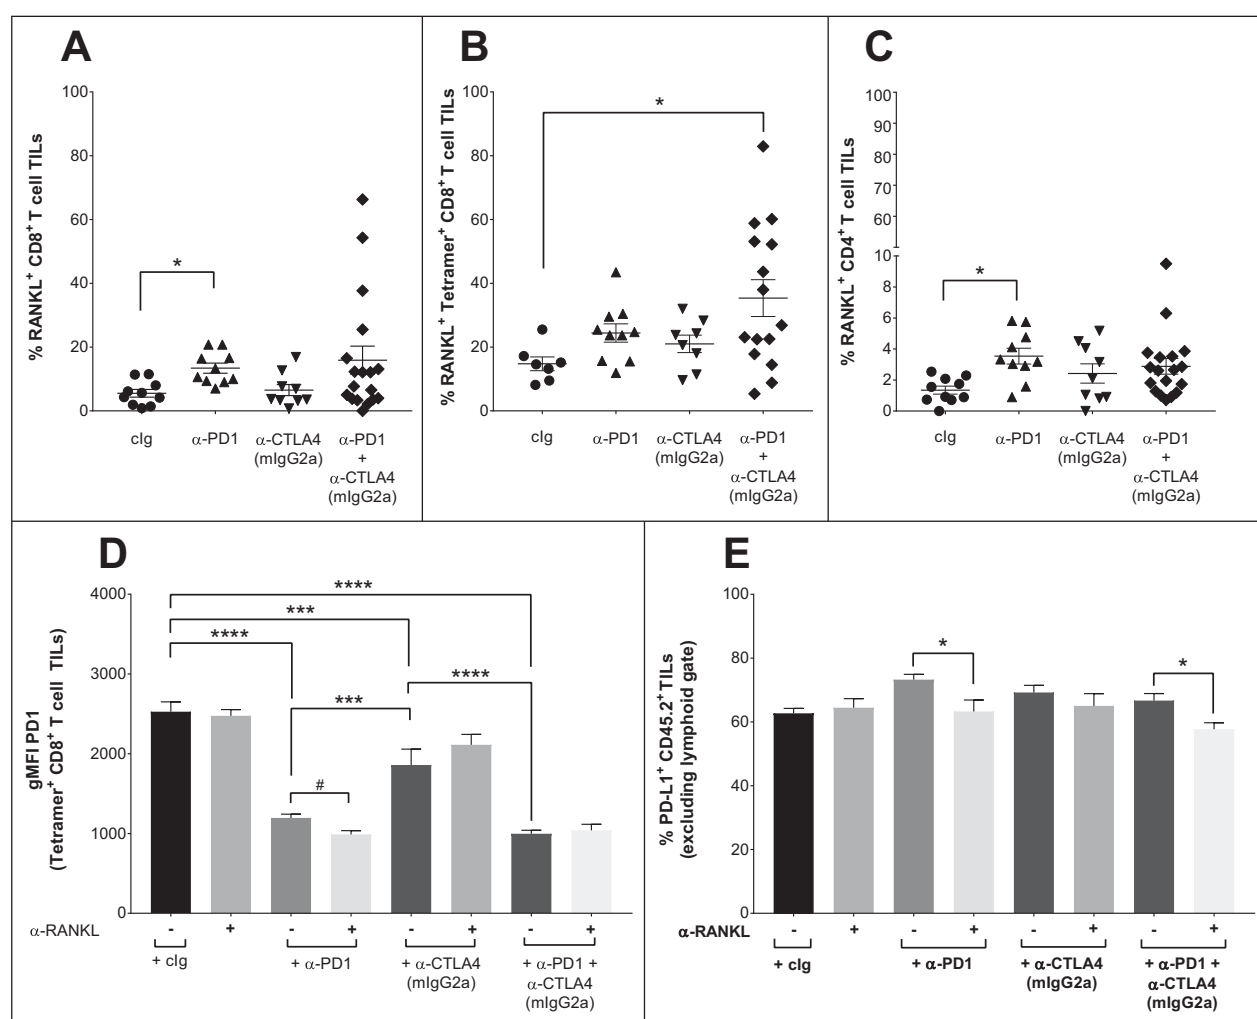 A
% RANKL+ CD8+ T cell TILs
100
80
60
40
20
0
*
cIg
α-PD1
α-CTLA4
(mIgG2a)
α-PD1
+
α-CTLA4
(mIgG2a)
B
% RANKL+ Tetramer+ CD8+ T cell TILs
100
80
60
40
20
0
*
cIg
α-PD1
α-CTLA4
(mIgG2a)
α-PD1
+
α-CTLA4
(mIgG2a)
C
% RANKL+ CD4+ T cell TILs
100
90
80
70
60
10
8
6
4
2
0
*
cIg
α-PD1
α-CTLA4
(mIgG2a)
α-PD1
+
α-CTLA4
(mIgG2a)
D
gMFI PD1
(Tetramer+ CD8+ T cell TILs)
4000
3000
2000
1000
0
****
***
****
****
***
#
α-RANKL - + - + - + - +
+ cIg
+ α-PD1
+ α-CTLA4
(mIgG2a)
+ α-PD1 +
α-CTLA4
(mIgG2a)
E
% PD-L1+ CD45.2+ TILs
(excluding lymphoid gate)
100
80
60
40
20
0
*
*
α-RANKL - + - + - + - +
+ cIg
+ α-PD1
+ α-CTLA4
(mIgG2a)
+ α-PD1 +
α-CTLA4
(mIgG2a)